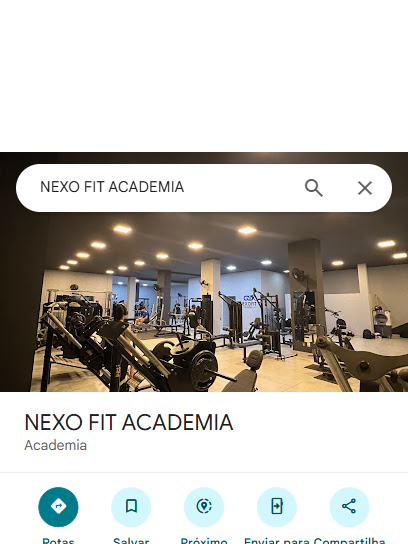 NEXO FIT ACADEMIA
NEXO FIT ACADEMIA
Academia
Rotas
Salvar
Próximo
Enviar para
Compartilha